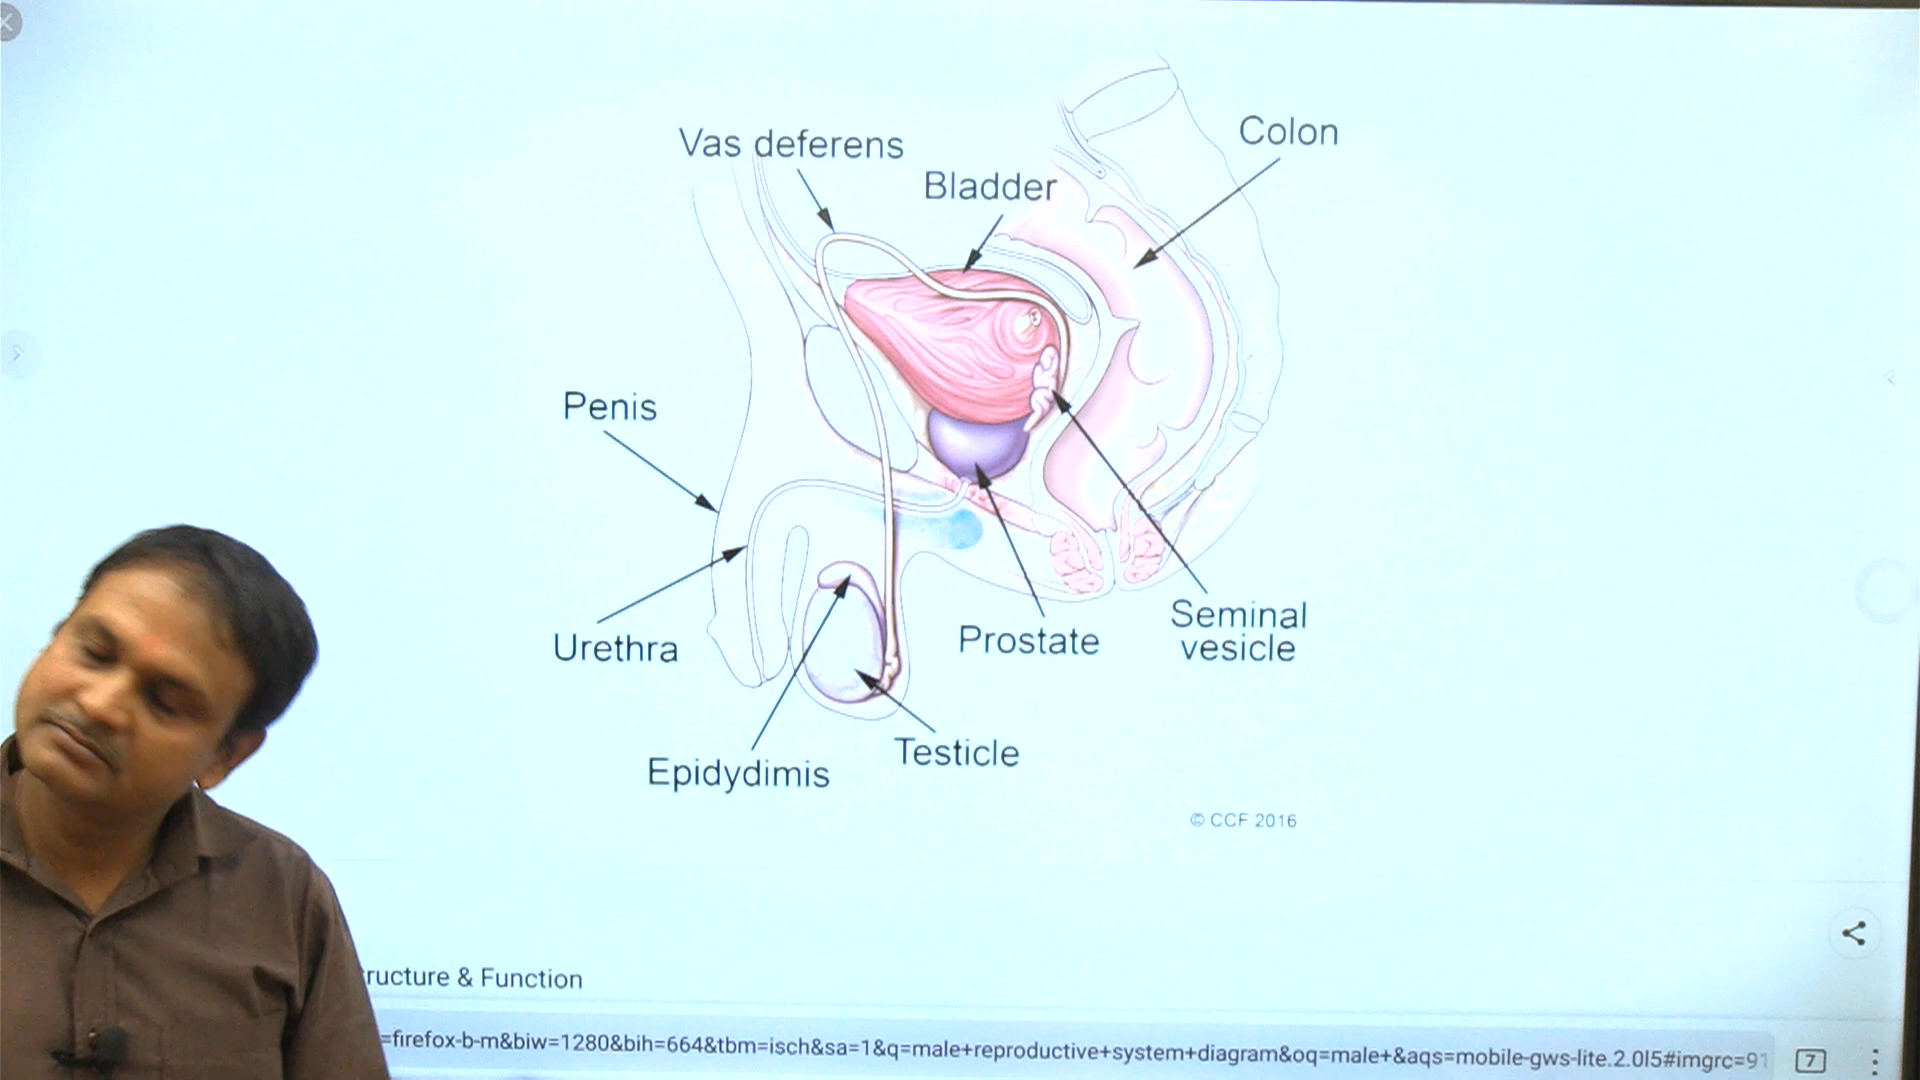 Vas deferens
Colon
Bladder
Penis
Urethra
Prostate
Seminal
vesicle
Testicle
Epidydimis
© CCF 2016
ructure & Function
=firefox-b-m&biw=1280&bih=664&tbm=isch&sa=1&q=male+reproductive+system+diagram&oq=male+&aqs=mobile-gws-lite.2.0l5#imgrc=91
7